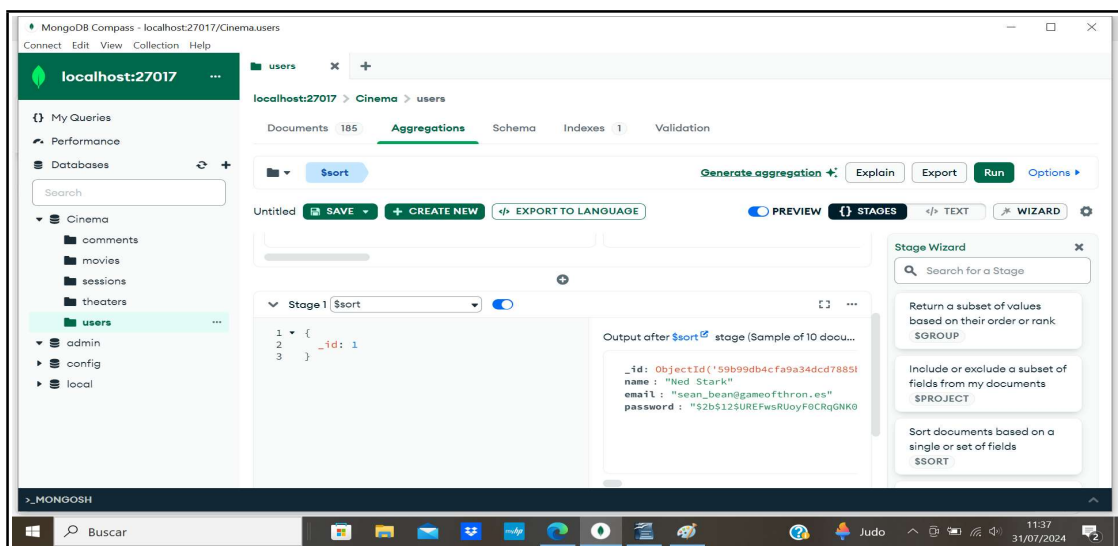 MongoDB Compass - localhost:27017/Cinema.users
Connect Edit View Collection Help
localhost:27017 ...
users × +
localhost:27017 > Cinema > users
{} My Queries
Performance
Databases
Search
Cinema
comments
movies
sessions
theaters
users ...
admin
config
local
Documents 185 Aggregations Schema Indexes 1 Validation
$sort
Generate aggregation Explain Export Run Options
Untitled SAVE + CREATE NEW </> EXPORT TO LANGUAGE PREVIEW {} STAGES </> TEXT WIZARD
Stage 1 $sort ...
1 {
2 _id: 1
3 }
Output after $sort stage (Sample of 10 docu...
_id: ObjectId('59b99db4cfa9a34dcd7885b
name : "Ned Stark"
email : "sean_bean@gameofthron.es"
password : "$2b$12$UREFwsRUoyF0CRqGNK0
Stage Wizard ×
Search for a Stage
Return a subset of values
based on their order or rank
$GROUP
Include or exclude a subset of
fields from my documents
$PROJECT
Sort documents based on a
single or set of fields
$SORT
>_MONGOSH
Buscar
myhp
Judo
11:37
31/07/2024
2